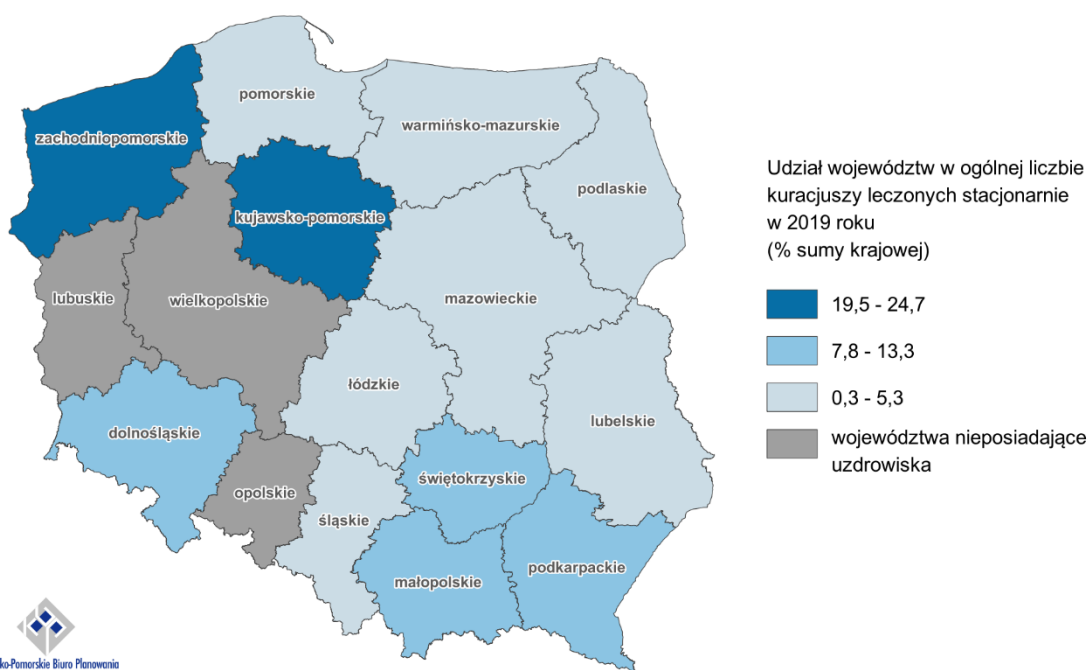 pomorskie
warmińsko-mazurskie
zachodniopomorskie
podlaskie
kujawsko-pomorskie
lubuskie
wielkopolskie
mazowieckie
łódzkie
lubelskie
dolnośląskie
świętokrzyskie
opolskie
śląskie
małopolskie
podkarpackie
Udział województw w ogólnej liczbie
kuracjuszy leczonych stacjonarnie
w 2019 roku
(% sumy krajowej)
19,5 - 24,7
7,8 - 13,3
0,3 - 5,3
województwa nieposiadające
uzdrowiska
ko-Pomorskie Biuro Planowania